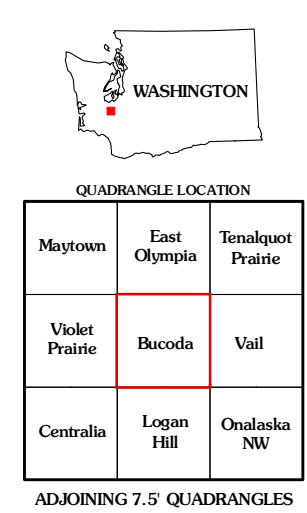 WASHINGTON
QUADRANGLE LOCATION
Maytown
East
Olympia
Tenalquot
Prairie
Violet
Prairie
Bucoda
Vail
Centralia
Logan
Hill
Onalaska
NW
ADJOINING 7.5' QUADRANGLES